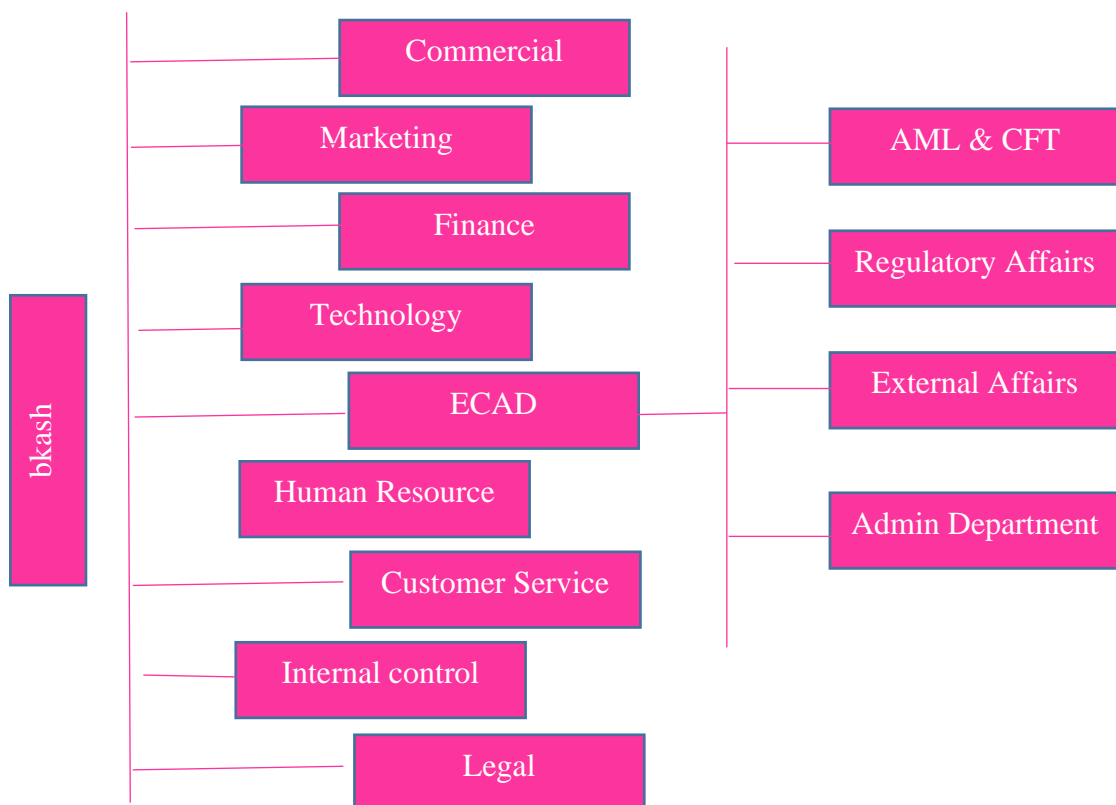 bkash
Commercial
Marketing
Finance
Technology
ECAD
Human Resource
Customer Service
Internal control
Legal
AML & CFT
Regulatory Affairs
External Affairs
Admin Department